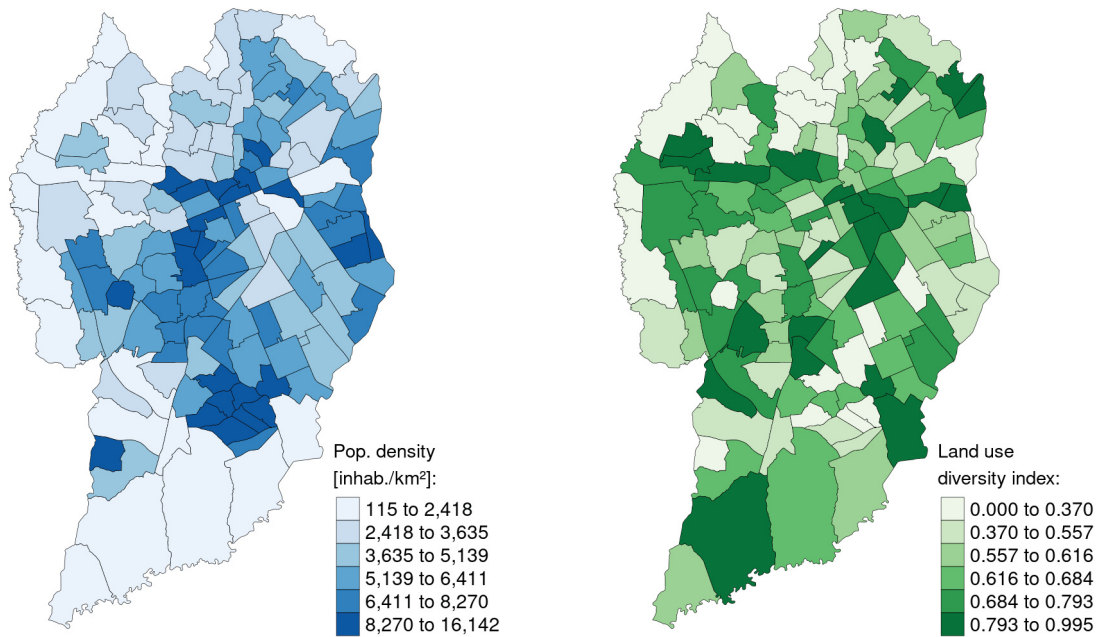 Pop. density
[inhab./km²]:
115 to 2,418
2,418 to 3,635
3,635 to 5,139
5,139 to 6,411
6,411 to 8,270
8,270 to 16,142
Land use
diversity index:
0.000 to 0.370
0.370 to 0.557
0.557 to 0.616
0.616 to 0.684
0.684 to 0.793
0.793 to 0.995